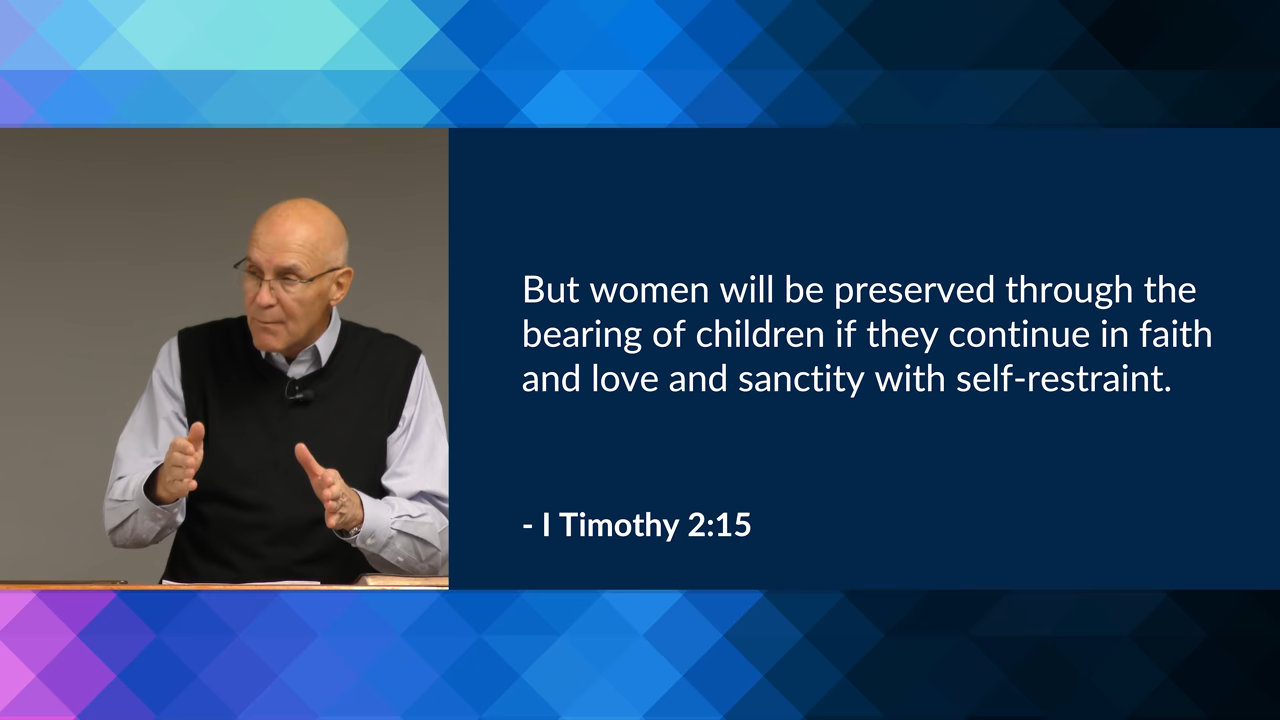 But women will be preserved through the
bearing of children if they continue in faith
and love and sanctity with self-restraint.
- I Timothy 2:15